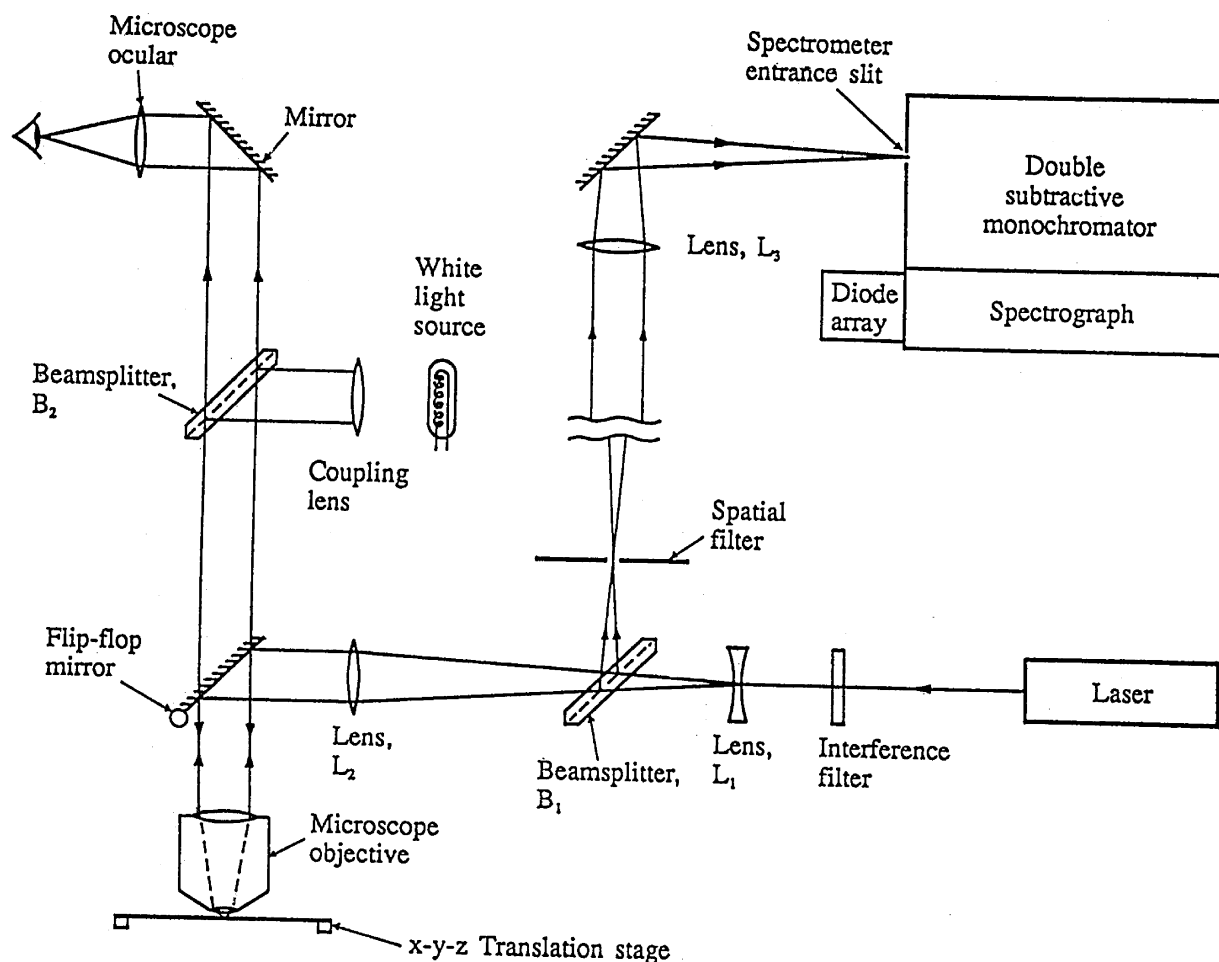 Microscope
ocular
Mirror
Spectrometer
entrance slit
Double
subtractive
monochromator
Lens, L₃
White
light
source
Diode
array
Spectrograph
Beamsplitter,
B₂
Coupling
lens
Spatial
filter
Flip-flop
mirror
Laser
Lens,
L₂
Beamsplitter,
B₁
Lens,
L₁
Interference
filter
Microscope
objective
x-y-z Translation stage